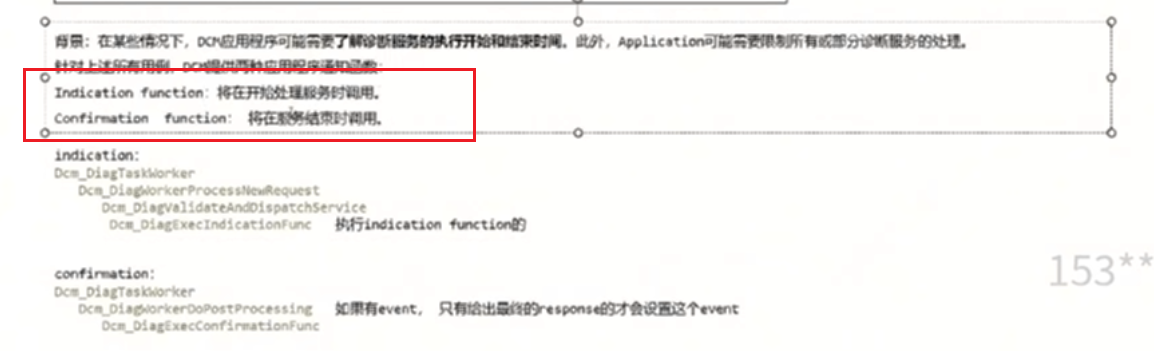 背景：在某些情况下，DCM应用程序可能需要了解诊断服务的执行开始和结束时间。此外，Application可能需要限制所有或部分诊断服务的处理。
针对上述所有用例，DCM提供两种应用程序通知函数：
Indication function：将在开始处理服务时调用。
Confirmation function： 将在服务结束时调用。
indication:
Dcm_DiagTaskWorker
Dcm_DiagWorkerProcessNewRequest
Dcm_DiagValidateAndDispatchService
Dcm_DiagExecIndicationFunc 执行indication function的
confirmation:
Dcm_DiagTaskWorker
Dcm_DiagWorkerDoPostProcessing 如果有event， 只有给出最终的response的才会设置这个event
Dcm_DiagExecConfirmationFunc
153**